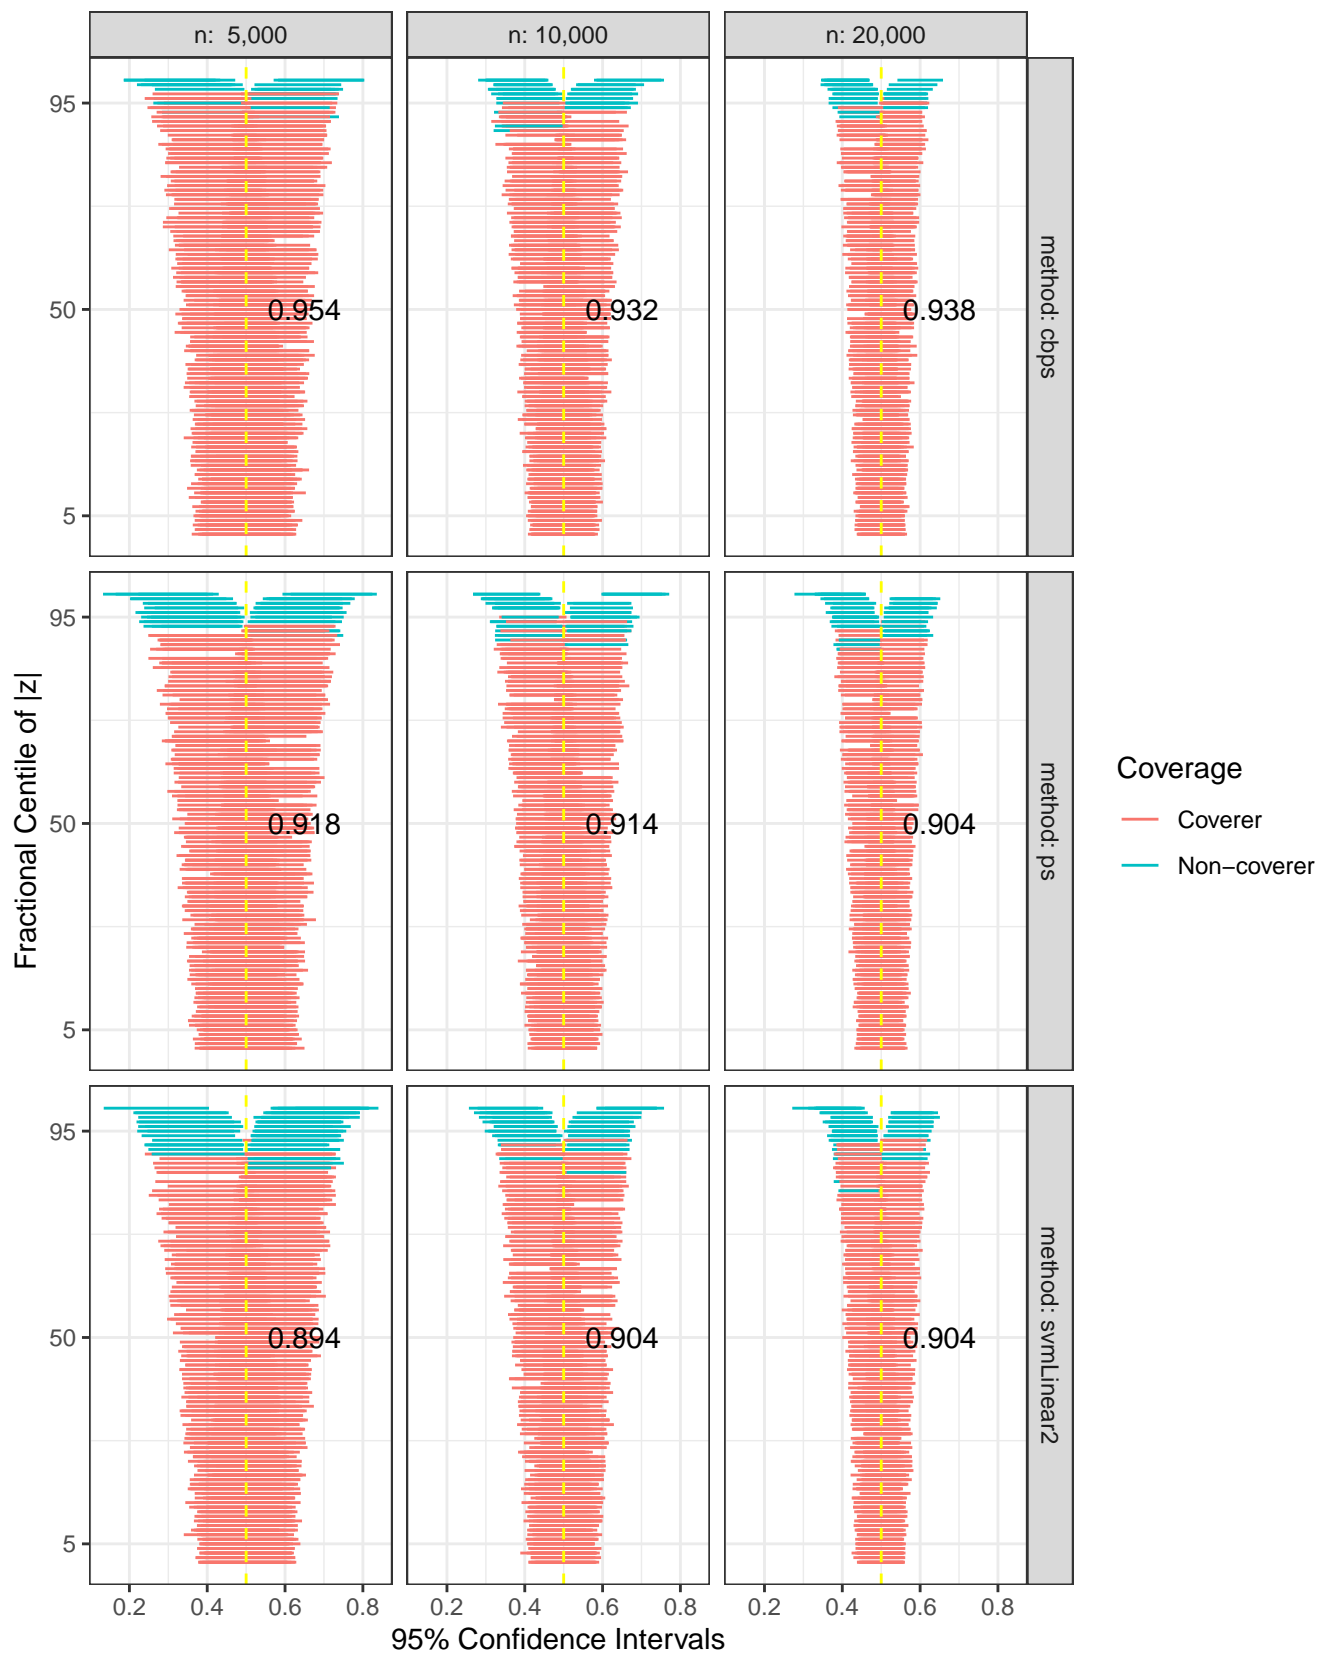 n:  5,000
n: 10,000
n: 20,000
95
50
5
0.954
0.932
0.938
method: cbps
95
50
5
0.918
0.914
0.904
method: ps
95
50
5
0.894
0.904
0.904
method: svmLinear2
Fractional Centile of |z|
0.2 0.4 0.6 0.8
0.2 0.4 0.6 0.8
0.2 0.4 0.6 0.8
95% Confidence Intervals
Coverage
Coverer
Non−coverer